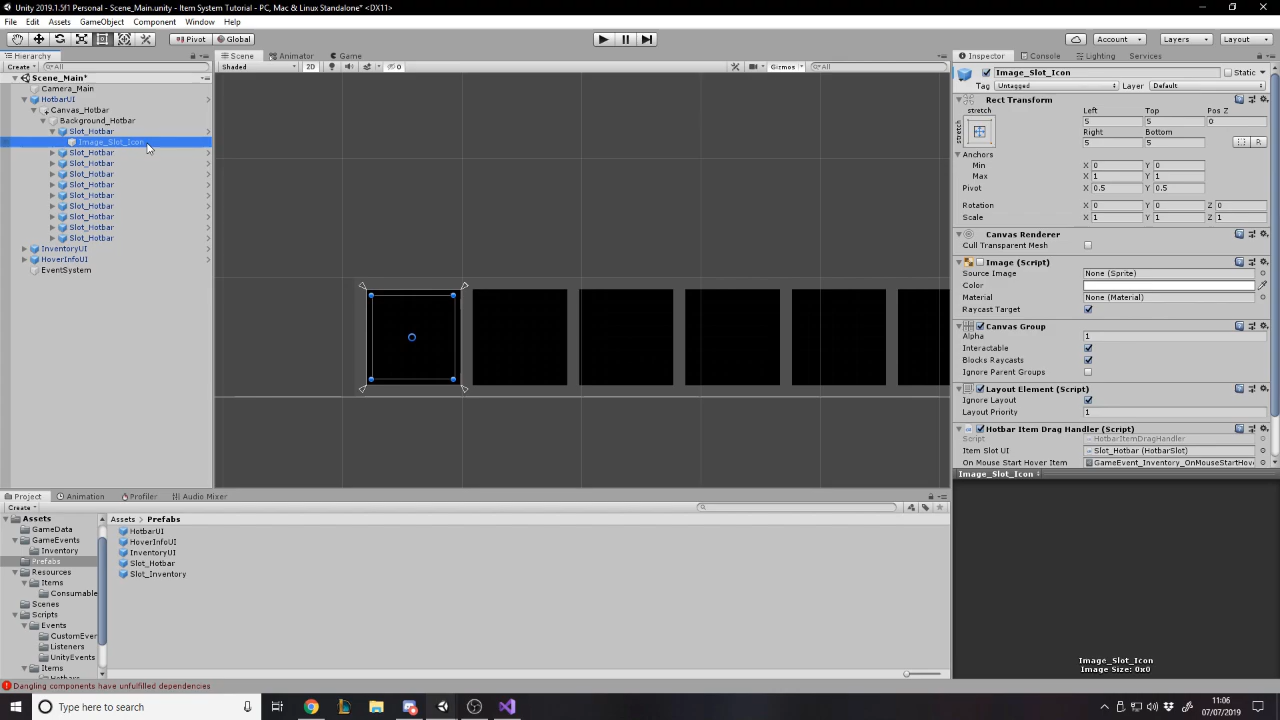 Unity 2019.1.5f1 Personal - Scene_Main.unity - Item System Tutorial - PC, Mac & Linux Standalone* <DX11>
File Edit Assets GameObject Component Window Help
Pivot Global Account Layers Layout
Hierarchy
Create All
Scene_Main*
Camera_Main
HotbarUI
Canvas_Hotbar
Background_Hotbar
Slot_Hotbar
Image_Slot_Icon
Slot_Hotbar
Slot_Hotbar
Slot_Hotbar
Slot_Hotbar
Slot_Hotbar
Slot_Hotbar
Slot_Hotbar
Slot_Hotbar
Slot_Hotbar
InventoryUI
HoverInfoUI
EventSystem
Scene Animator Game
Shaded 2D 0 Gizmos All
Inspector Console Lighting Services
Image_Slot_Icon Static
Tag Untagged Layer Default
Rect Transform
stretch Left Top Pos Z
stretch 5 5 0
Right Bottom
5 5 R
Anchors
Min X 0 Y 0
Max X 1 Y 1
Pivot X 0.5 Y 0.5
Rotation X 0 Y 0 Z 0
Scale X 1 Y 1 Z 1
Canvas Renderer
Cull Transparent Mesh
Image (Script)
Source Image None (Sprite)
Color
Material None (Material)
Raycast Target
Canvas Group
Alpha 1
Interactable
Blocks Raycasts
Ignore Parent Groups
Layout Element (Script)
Ignore Layout
Layout Priority 1
Hotbar Item Drag Handler (Script)
Script HotbarItemDragHandler
Item Slot UI Slot_Hotbar (HotbarSlot)
On Mouse Start Hover Item GameEvent_Inventory_OnMouseStartHove
Image_Slot_Icon
Image_Slot_Icon
Image Size: 0x0
Project Animation Profiler Audio Mixer
Create
Assets
GameData
GameEvents
Inventory
Prefabs
Resources
Items
Consumable
Scenes
Scripts
Events
CustomEver
Listeners
UnityEvents
Items
Assets Prefabs
HotbarUI
HoverInfoUI
InventoryUI
Slot_Hotbar
Slot_Inventory
Dangling components have unfulfilled dependencies
Type here to search
11:06
07/07/2019